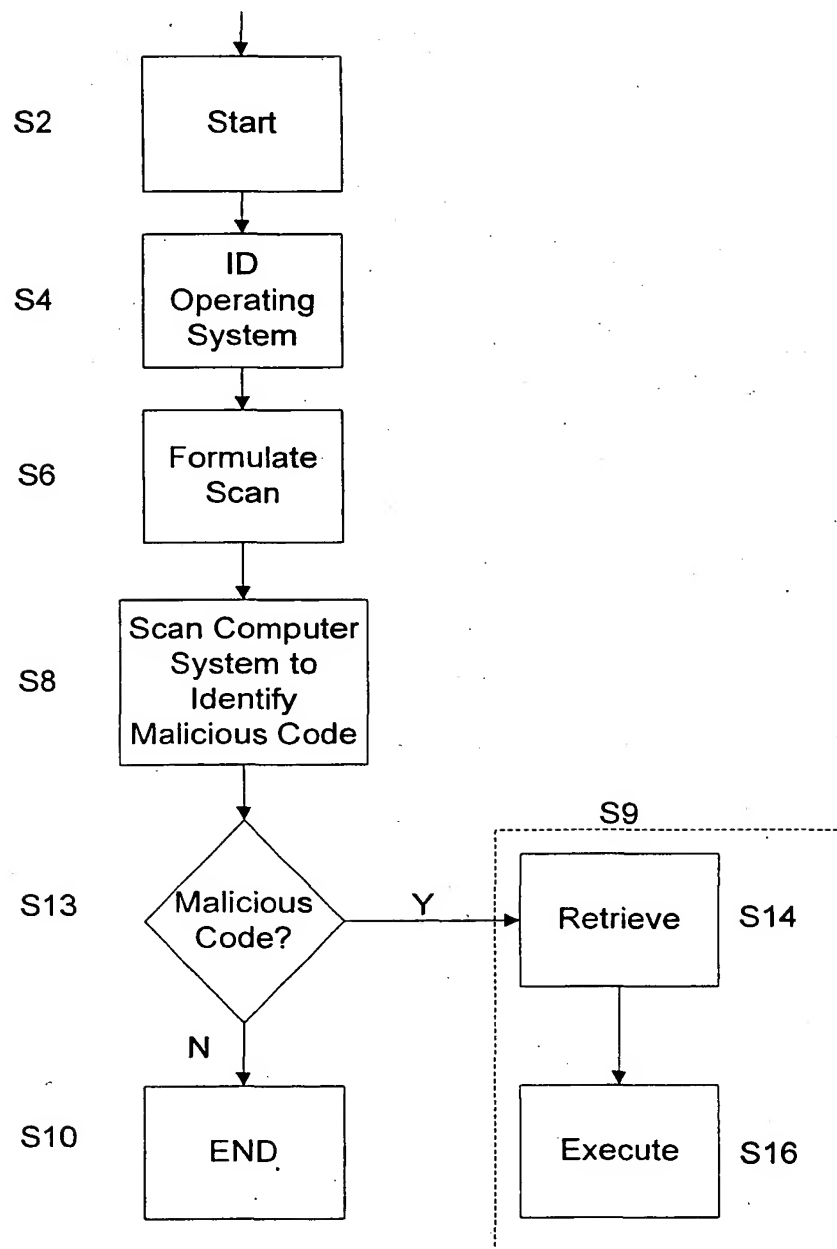 S2
Start
S4
ID
Operating
System
S6
Formulate
Scan
S8
Scan Computer
System to
Identify
Malicious Code
S13
Malicious
Code?
Y
N
S9
Retrieve
S14
S10
END
Execute
S16